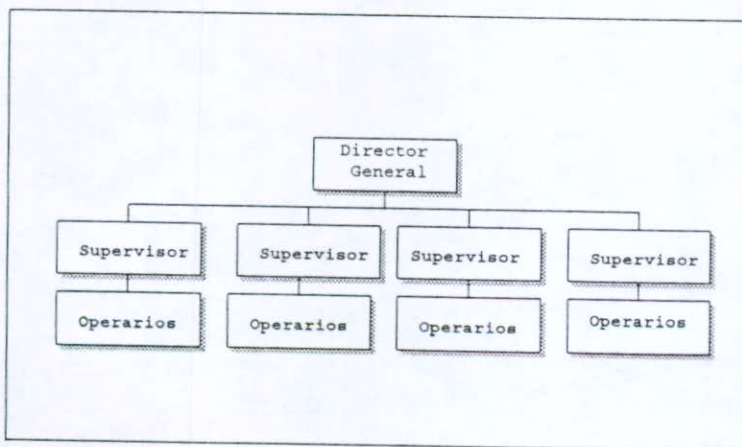 Director
General
Supervisor
Supervisor
Supervisor
Supervisor
Operarios
Operarios
Operarios
Operarios